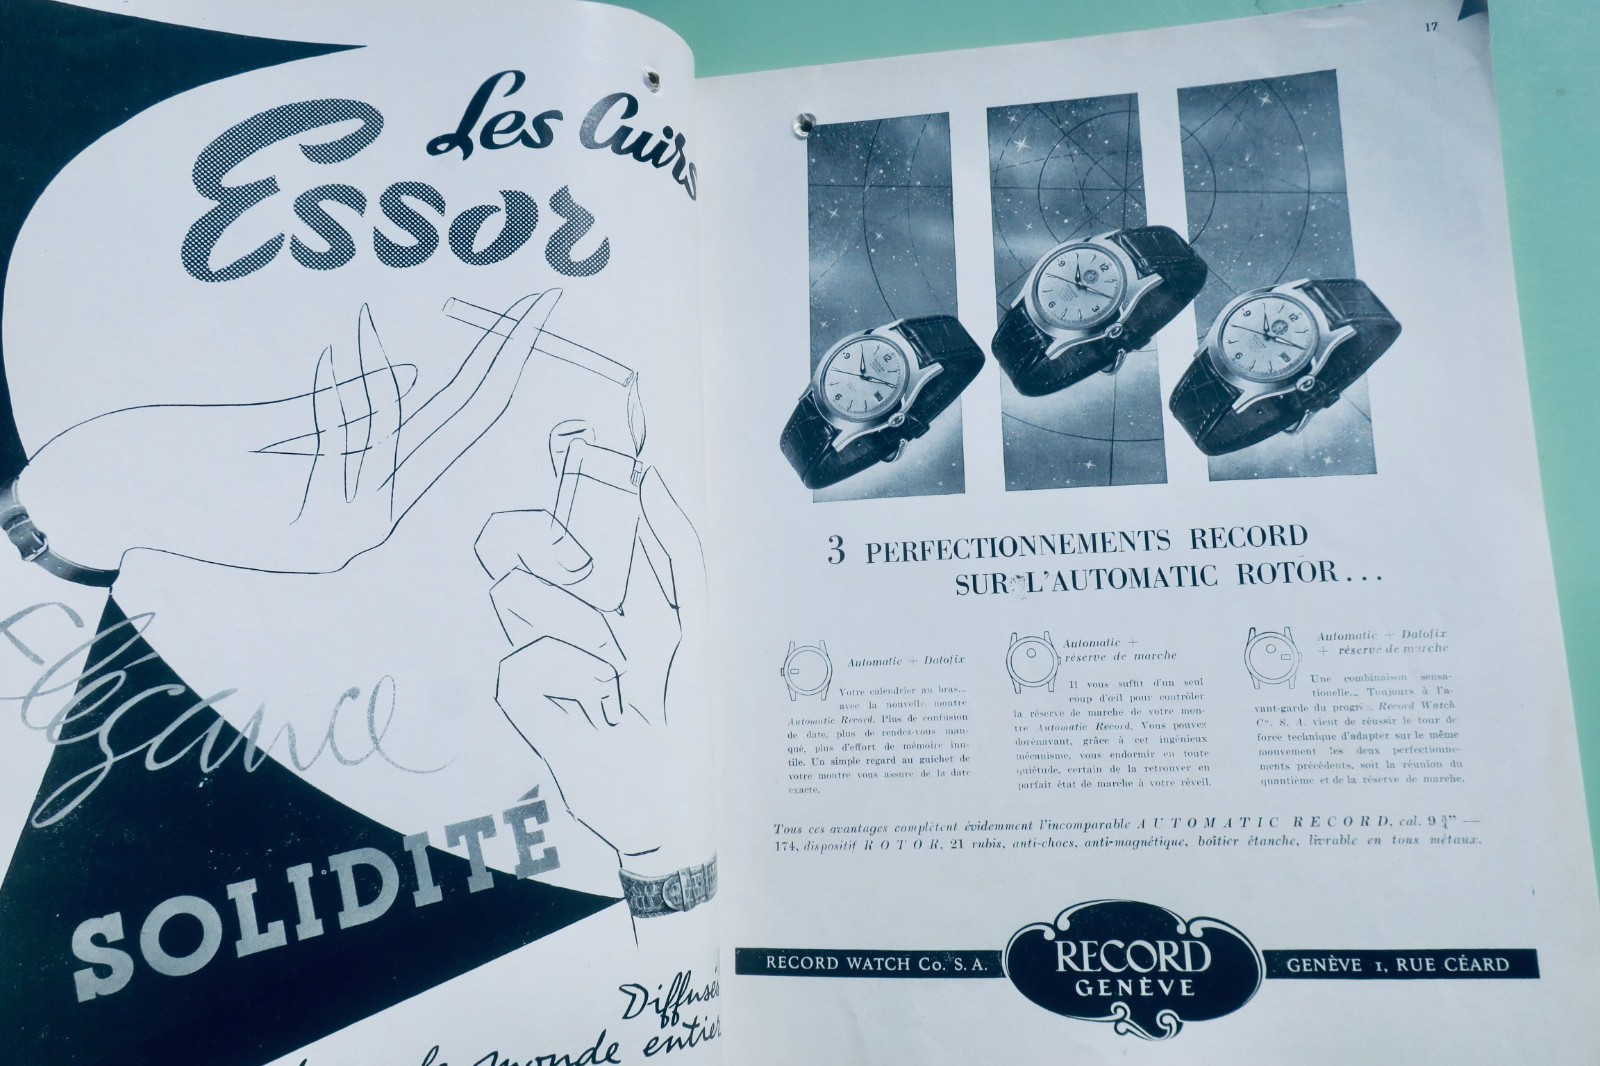 Les Cuirs
Essor
Élégance
SOLIDITÉ
Diffusés
monde entier
17
3 PERFECTIONNEMENTS RECORD
SUR L'AUTOMATIC ROTOR...
Automatic + Datofix
Votre calendrier au bras...
avec la nouvelle montre
Automatic Record. Plus de confusion
de date, plus de rendez-vous man-
qué, plus d'effort de mémoire inu-
tile. Un simple regard au guichet de
votre montre vous assure de la date
exacte.
Automatic +
réserve de marche
Il vous suffit d'un seul
coup d'œil pour contrôler
la réserve de marche de votre mon-
tre Automatic Record. Vous pouvez
dorénavant, grâce à cet ingénieux
mécanisme, vous endormir en toute
quiétude, certain de la retrouver en
parfait état de marche à votre réveil.
Automatic + Datofix
+ réserve de marche
Une combinaison sensa-
tionelle... Toujours à l'a-
vant-garde du progrè. Record Watch
Co. S. A. vient de réussir le tour de
force technique d'adapter sur le même
mouvement les deux perfectionne-
ments précédents, soit la réunion du
quantième et de la réserve de marche.
Tous ces avantages complètent évidemment l'incomparable AUTOMATIC RECORD, cal. 9 ¾''' —
174, dispositif ROTOR, 21 rubis, anti-chocs, anti-magnétique, boîtier étanche, livrable en tous métaux.
RECORD WATCH Co. S. A.
RECORD
GENÈVE
GENÈVE 1, RUE CÉARD